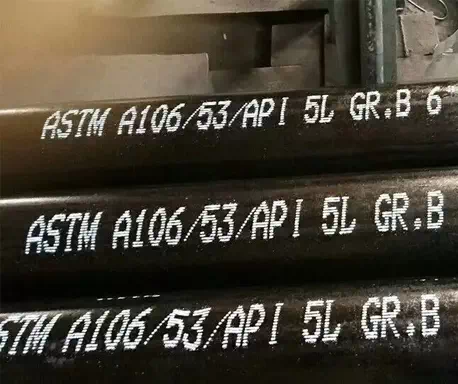 ASTM A106/53/API 5L GR.B 6
ASTM A106/53/API 5L GR.B
STM A106/53/API 5L GR.B